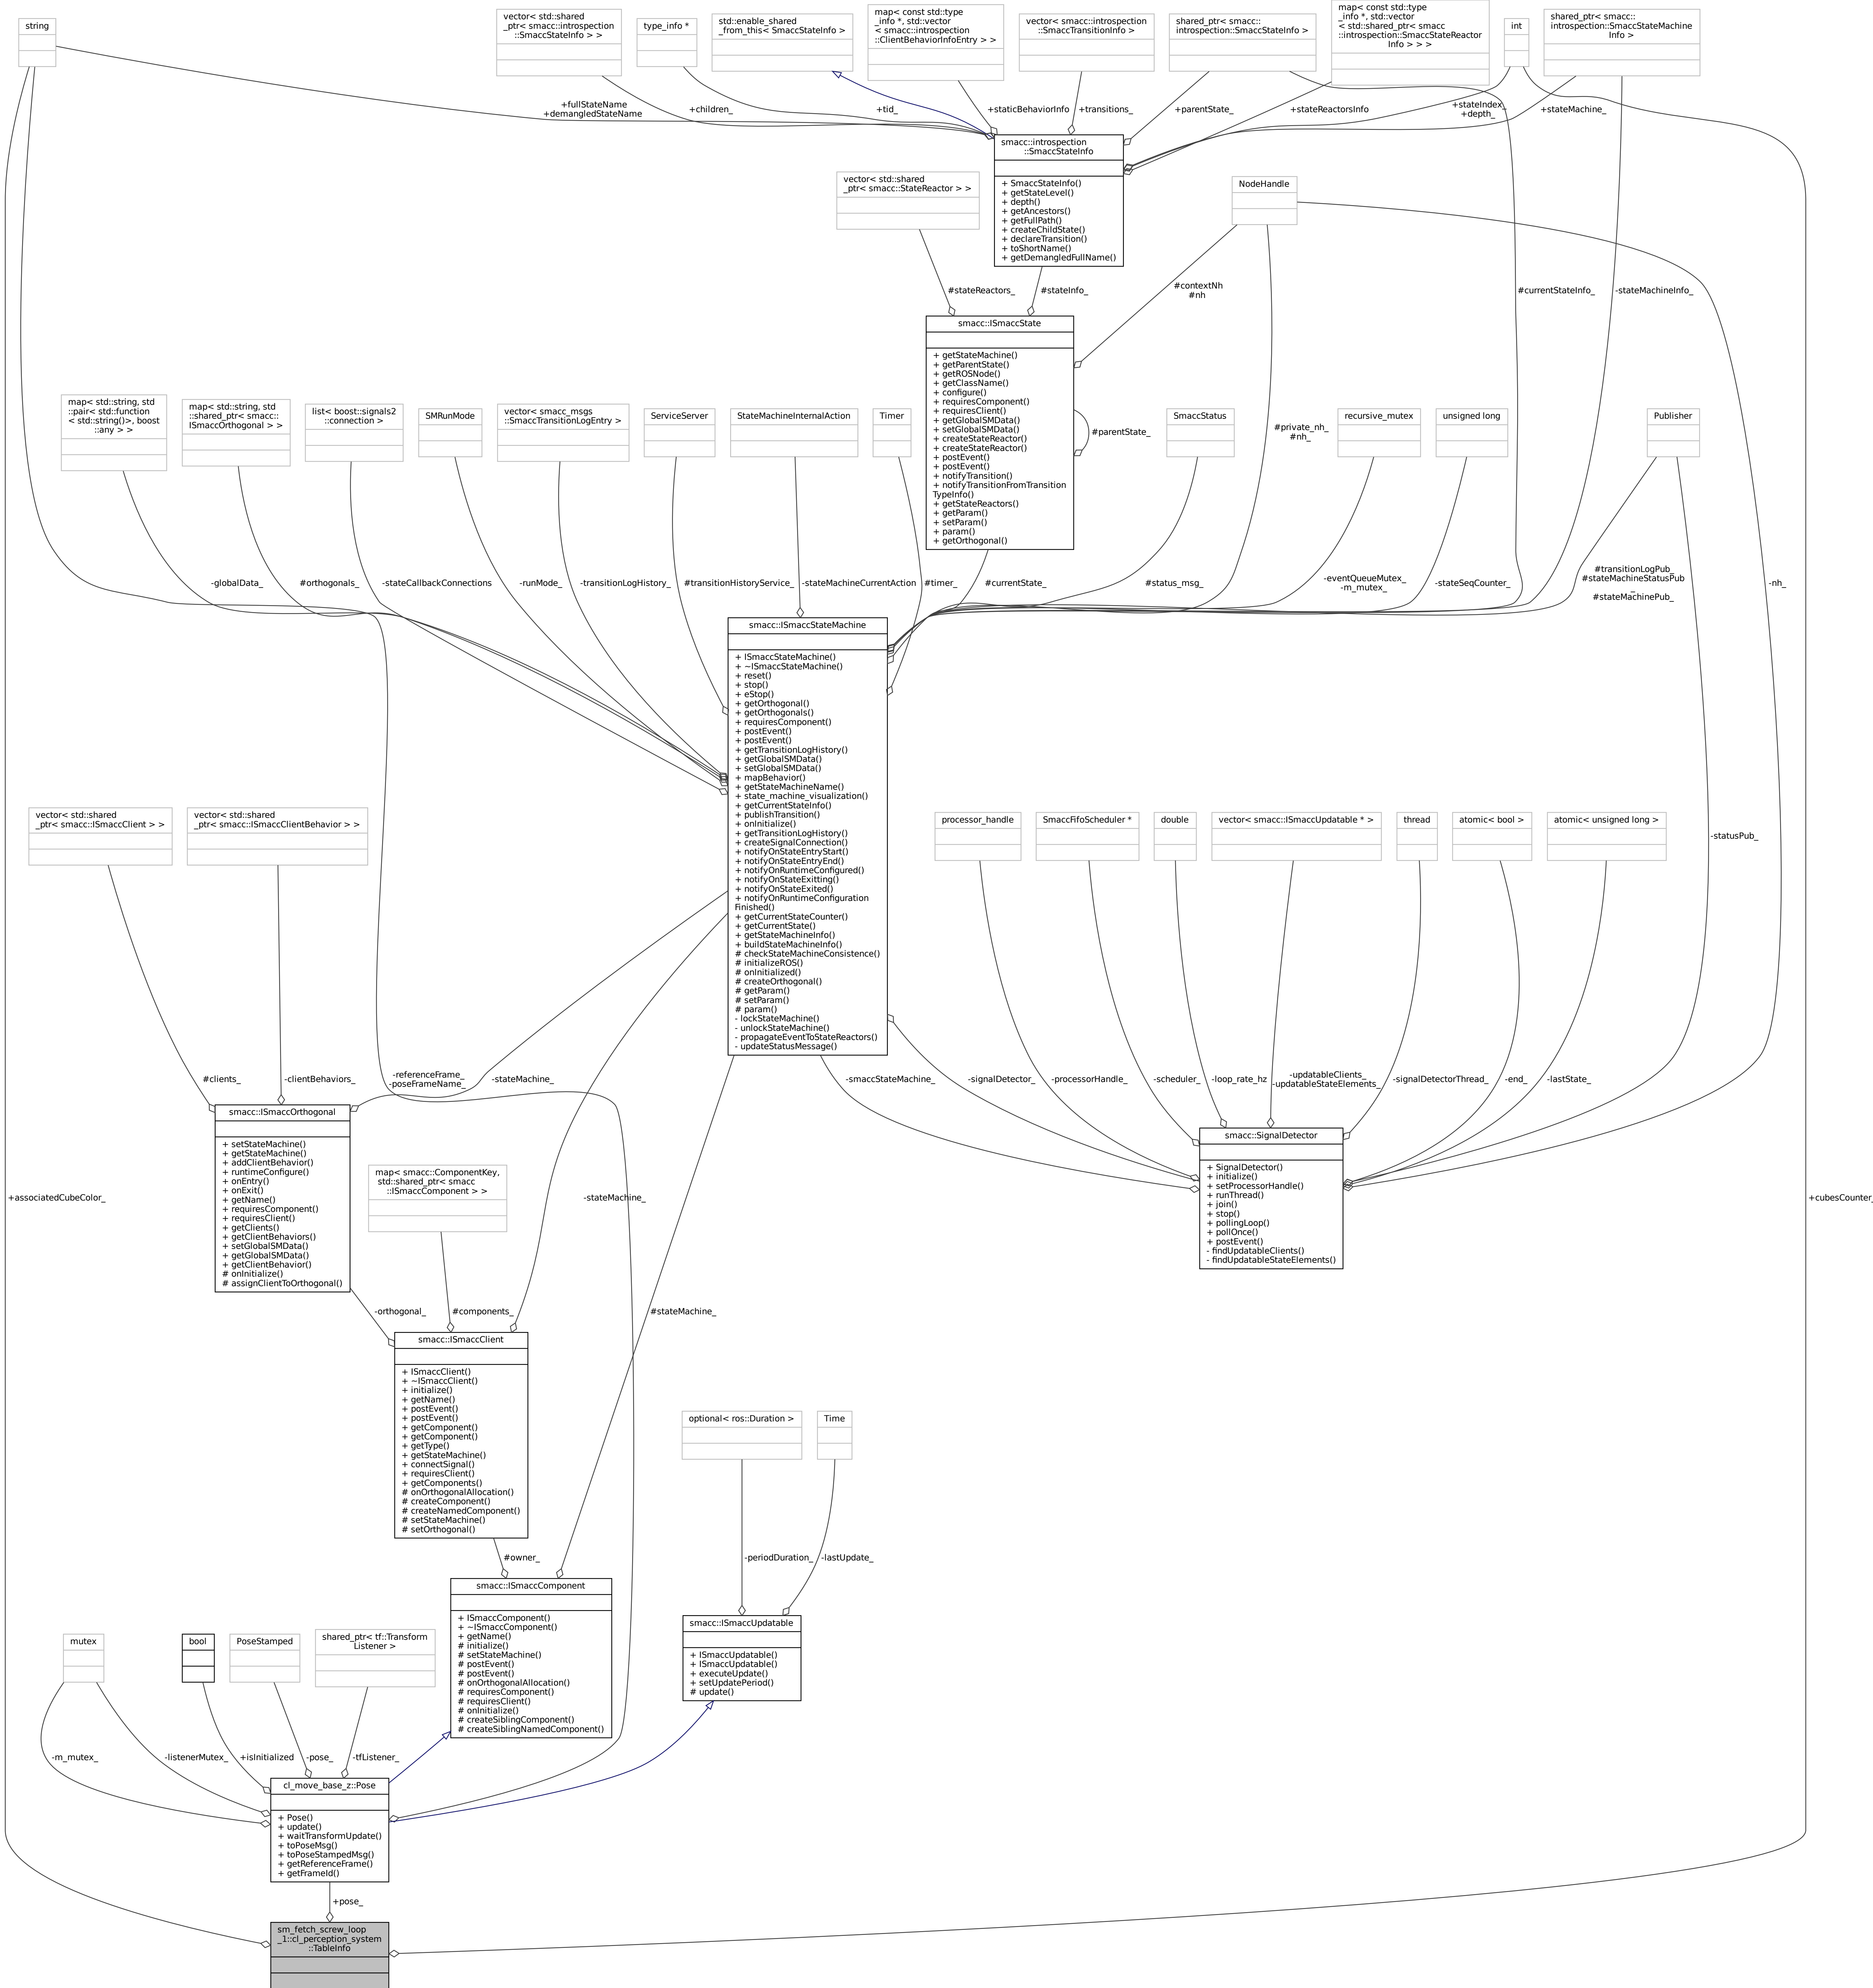 string
vector< std::shared
_ptr< smacc::introspection
::SmaccStateInfo > >
type_info *
std::enable_shared
_from_this< SmaccStateInfo >
map< const std::type
_info *, std::vector
< smacc::introspection
::ClientBehaviorInfoEntry > >
vector< smacc::introspection
::SmaccTransitionInfo >
shared_ptr< smacc::
introspection::SmaccStateInfo >
map< const std::type
_info *, std::vector
< std::shared_ptr< smacc
::introspection::SmaccStateReactor
Info > > >
int
shared_ptr< smacc::
introspection::SmaccStateMachine
Info >
+fullStateName
+demangledStateName
+children_
+tid_
+staticBehaviorInfo
+transitions_
+parentState_
+stateReactorsInfo
+stateIndex_
+depth_
+stateMachine_
smacc::introspection
::SmaccStateInfo
+ SmaccStateInfo()
+ getStateLevel()
+ depth()
+ getAncestors()
+ getFullPath()
+ createChildState()
+ declareTransition()
+ toShortName()
+ getDemangledFullName()
vector< std::shared
_ptr< smacc::StateReactor > >
NodeHandle
#stateReactors_
#stateInfo_
#contextNh
#nh
#currentStateInfo_
-stateMachineInfo_
smacc::ISmaccState
+ getStateMachine()
+ getParentState()
+ getROSNode()
+ getClassName()
+ configure()
+ requiresComponent()
+ requiresClient()
+ getGlobalSMData()
+ setGlobalSMData()
+ createStateReactor()
+ createStateReactor()
+ postEvent()
+ postEvent()
+ notifyTransition()
+ notifyTransitionFromTransition
TypeInfo()
+ getStateReactors()
+ getParam()
+ setParam()
+ param()
+ getOrthogonal()
#parentState_
#private_nh_
#nh_
map< std::string, std
::pair< std::function
< std::string()>, boost
::any > >
map< std::string, std
::shared_ptr< smacc::
ISmaccOrthogonal > >
list< boost::signals2
::connection >
SMRunMode
vector< smacc_msgs
::SmaccTransitionLogEntry >
ServiceServer
StateMachineInternalAction
Timer
SmaccStatus
recursive_mutex
unsigned long
Publisher
-globalData_
#orthogonals_
-stateCallbackConnections
-runMode_
-transitionLogHistory_
#transitionHistoryService_
-stateMachineCurrentAction
#timer_
#currentState_
#status_msg_
-eventQueueMutex_
-m_mutex_
-stateSeqCounter_
#transitionLogPub_
#stateMachineStatusPub
_
#stateMachinePub_
-nh_
smacc::ISmaccStateMachine
+ ISmaccStateMachine()
+ ~ISmaccStateMachine()
+ reset()
+ stop()
+ eStop()
+ getOrthogonal()
+ getOrthogonals()
+ requiresComponent()
+ postEvent()
+ postEvent()
+ getTransitionLogHistory()
+ getGlobalSMData()
+ setGlobalSMData()
+ mapBehavior()
+ getStateMachineName()
+ state_machine_visualization()
+ getCurrentStateInfo()
+ publishTransition()
+ onInitialize()
+ getTransitionLogHistory()
+ createSignalConnection()
+ notifyOnStateEntryStart()
+ notifyOnStateEntryEnd()
+ notifyOnRuntimeConfigured()
+ notifyOnStateExitting()
+ notifyOnStateExited()
+ notifyOnRuntimeConfiguration
Finished()
+ getCurrentStateCounter()
+ getCurrentState()
+ getStateMachineInfo()
+ buildStateMachineInfo()
# checkStateMachineConsistence()
# initializeROS()
# onInitialized()
# createOrthogonal()
# getParam()
# setParam()
# param()
- lockStateMachine()
- unlockStateMachine()
- propagateEventToStateReactors()
- updateStatusMessage()
vector< std::shared
_ptr< smacc::ISmaccClient > >
vector< std::shared
_ptr< smacc::ISmaccClientBehavior > >
processor_handle
SmaccFifoScheduler *
double
vector< smacc::ISmaccUpdatable * >
thread
atomic< bool >
atomic< unsigned long >
-statusPub_
#clients_
-clientBehaviors_
-referenceFrame_
-poseFrameName_
-stateMachine_
-smaccStateMachine_
-signalDetector_
-processorHandle_
-scheduler_
-loop_rate_hz
-updatableClients_
-updatableStateElements_
-signalDetectorThread_
-end_
-lastState_
smacc::ISmaccOrthogonal
+ setStateMachine()
+ getStateMachine()
+ addClientBehavior()
+ runtimeConfigure()
+ onEntry()
+ onExit()
+ getName()
+ requiresComponent()
+ requiresClient()
+ getClients()
+ getClientBehaviors()
+ setGlobalSMData()
+ getGlobalSMData()
+ getClientBehavior()
# onInitialize()
# assignClientToOrthogonal()
smacc::SignalDetector
+ SignalDetector()
+ initialize()
+ setProcessorHandle()
+ runThread()
+ join()
+ stop()
+ pollingLoop()
+ pollOnce()
+ postEvent()
- findUpdatableClients()
- findUpdatableStateElements()
map< smacc::ComponentKey,
std::shared_ptr< smacc
::ISmaccComponent > >
+associatedCubeColor_
-stateMachine_
+cubesCounter_
-orthogonal_
#components_
#stateMachine_
smacc::ISmaccClient
+ ISmaccClient()
+ ~ISmaccClient()
+ initialize()
+ getName()
+ postEvent()
+ postEvent()
+ getComponent()
+ getComponent()
+ getType()
+ getStateMachine()
+ connectSignal()
+ requiresClient()
+ getComponents()
# onOrthogonalAllocation()
# createComponent()
# createNamedComponent()
# setStateMachine()
# setOrthogonal()
optional< ros::Duration >
Time
#owner_
-periodDuration_
-lastUpdate_
smacc::ISmaccComponent
+ ISmaccComponent()
+ ~ISmaccComponent()
+ getName()
# initialize()
# setStateMachine()
# postEvent()
# postEvent()
# onOrthogonalAllocation()
# requiresComponent()
# requiresClient()
# onInitialize()
# createSiblingComponent()
# createSiblingNamedComponent()
smacc::ISmaccUpdatable
+ ISmaccUpdatable()
+ ISmaccUpdatable()
+ executeUpdate()
+ setUpdatePeriod()
# update()
mutex
bool
PoseStamped
shared_ptr< tf::Transform
Listener >
-m_mutex_
-listenerMutex_
+isInitialized
-pose_
-tfListener_
cl_move_base_z::Pose
+ Pose()
+ update()
+ waitTransformUpdate()
+ toPoseMsg()
+ toPoseStampedMsg()
+ getReferenceFrame()
+ getFrameId()
+pose_
sm_fetch_screw_loop
_1::cl_perception_system
::TableInfo